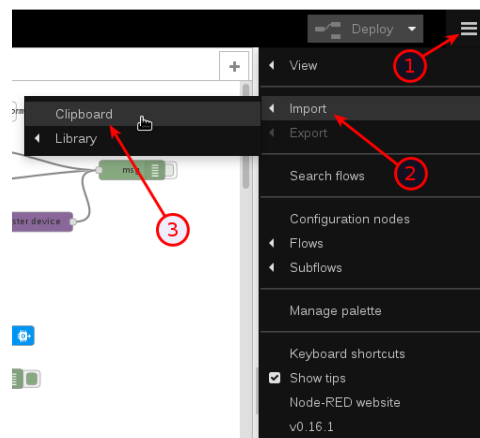 Deploy
1
+
View
Import
Export
Clipboard
Library
2
Search flows
msg
3
ster device
Configuration nodes
Flows
Subflows
Manage palette
Keyboard shortcuts
Show tips
Node-RED website
v0.16.1